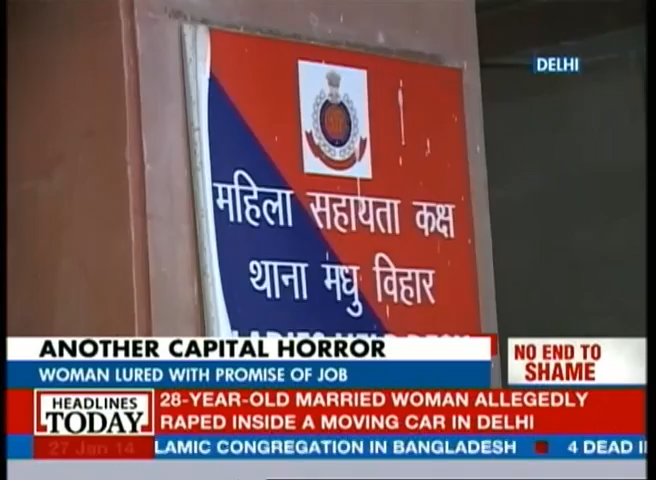 DELHI
महिला सहायता कक्ष
थाना मधु विहार
ANOTHER CAPITAL HORROR
WOMAN LURED WITH PROMISE OF JOB
NO END TO
SHAME
HEADLINES
TODAY
28-YEAR-OLD MARRIED WOMAN ALLEGEDLY
RAPED INSIDE A MOVING CAR IN DELHI
27 Jan 14
LAMIC CONGREGATION IN BANGLADESH
4 DEAD I